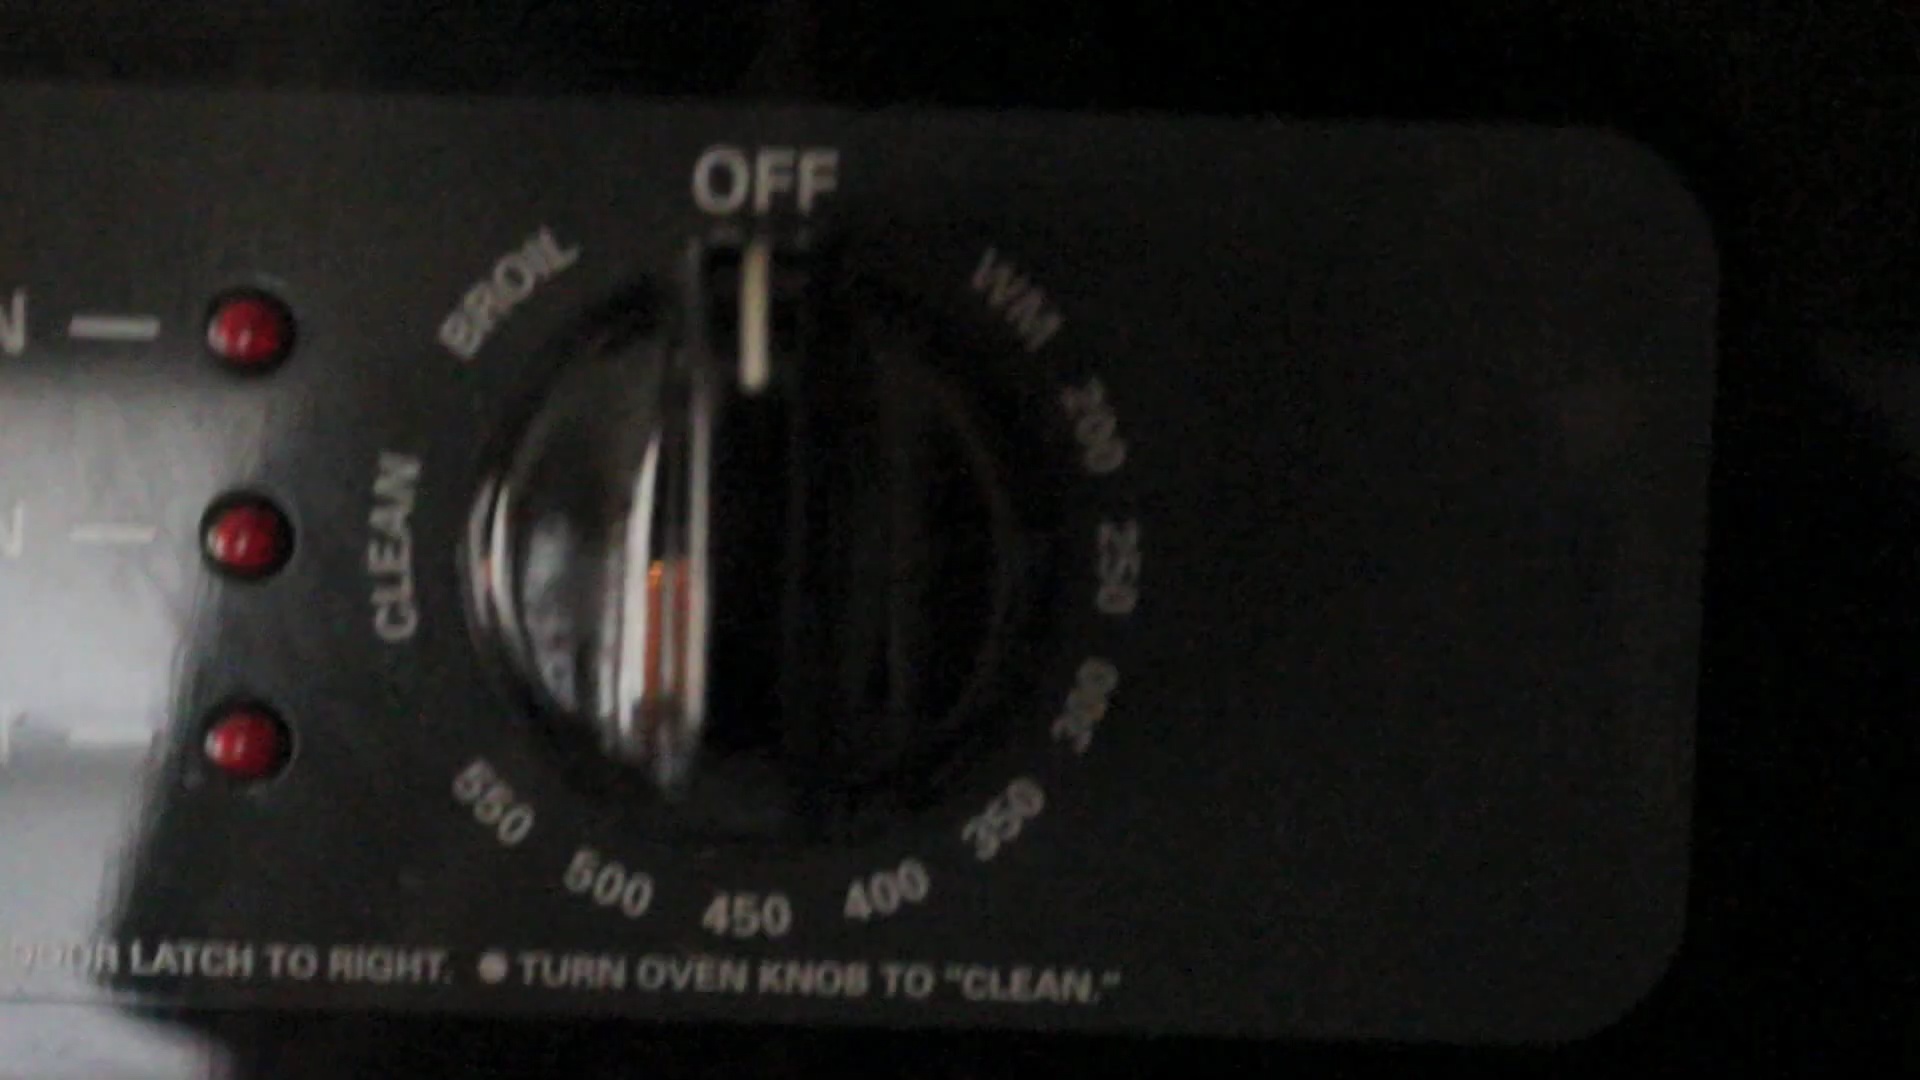 OFF
BROIL
WM
200
CLEAN
250
300
550
350
500
400
450
LATCH TO RIGHT. ● TURN OVEN KNOB TO "CLEAN."